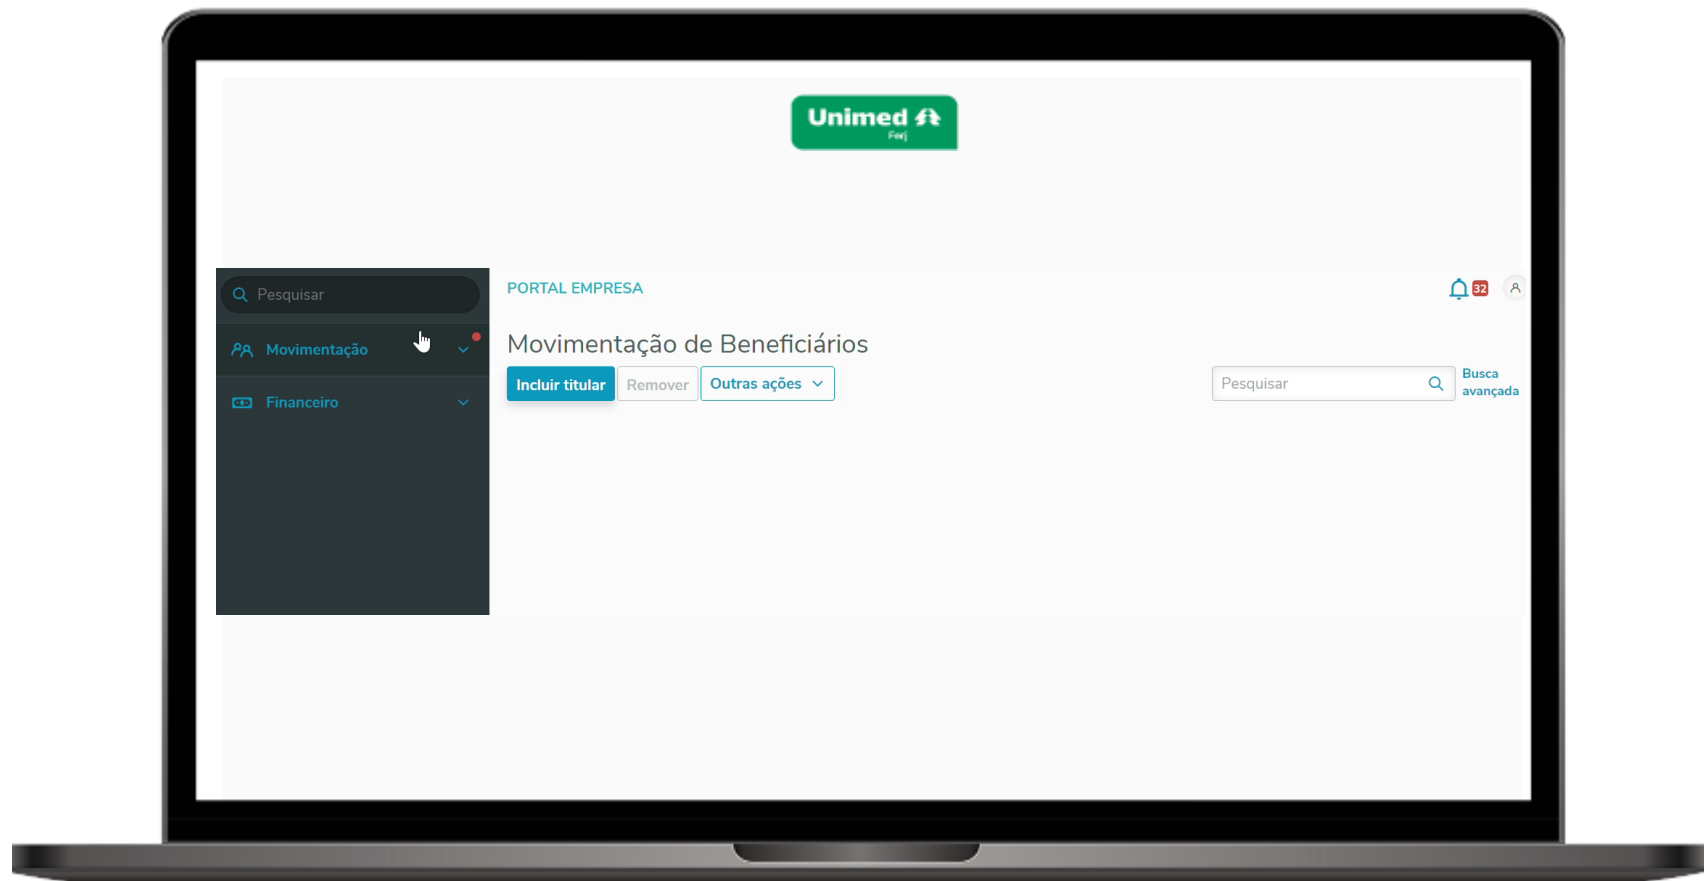 Unimed
Ferj
Pesquisar
Movimentação
Financeiro
PORTAL EMPRESA
32
Movimentação de Beneficiários
Incluir titular
Remover
Outras ações
Pesquisar
Busca
avançada